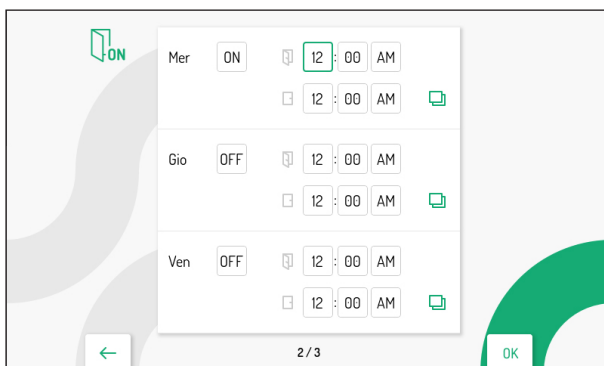 ON
Mer ON 12 : 00 AM
12 : 00 AM
Gio OFF 12 : 00 AM
12 : 00 AM
Ven OFF 12 : 00 AM
12 : 00 AM
2/3
OK